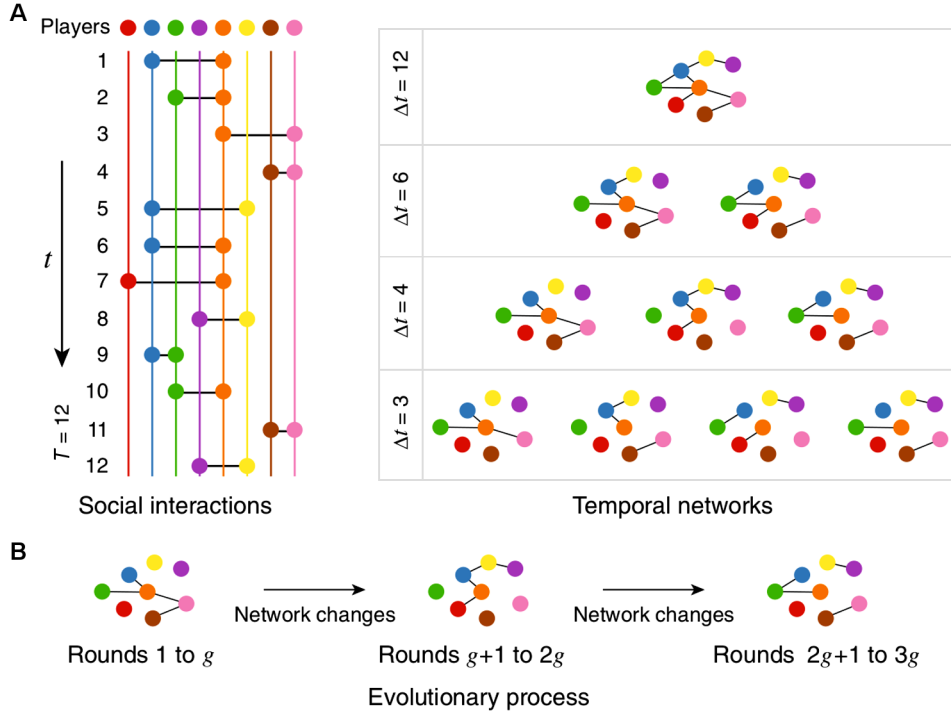 A
Players
1
2
3
4
5
6
7
8
9
10
11
12
t
T = 12
Social interactions
Δt = 12
Δt = 6
Δt = 4
Δt = 3
Temporal networks
B
Network changes
Network changes
Rounds 1 to g
Rounds g+1 to 2g
Rounds 2g+1 to 3g
Evolutionary process